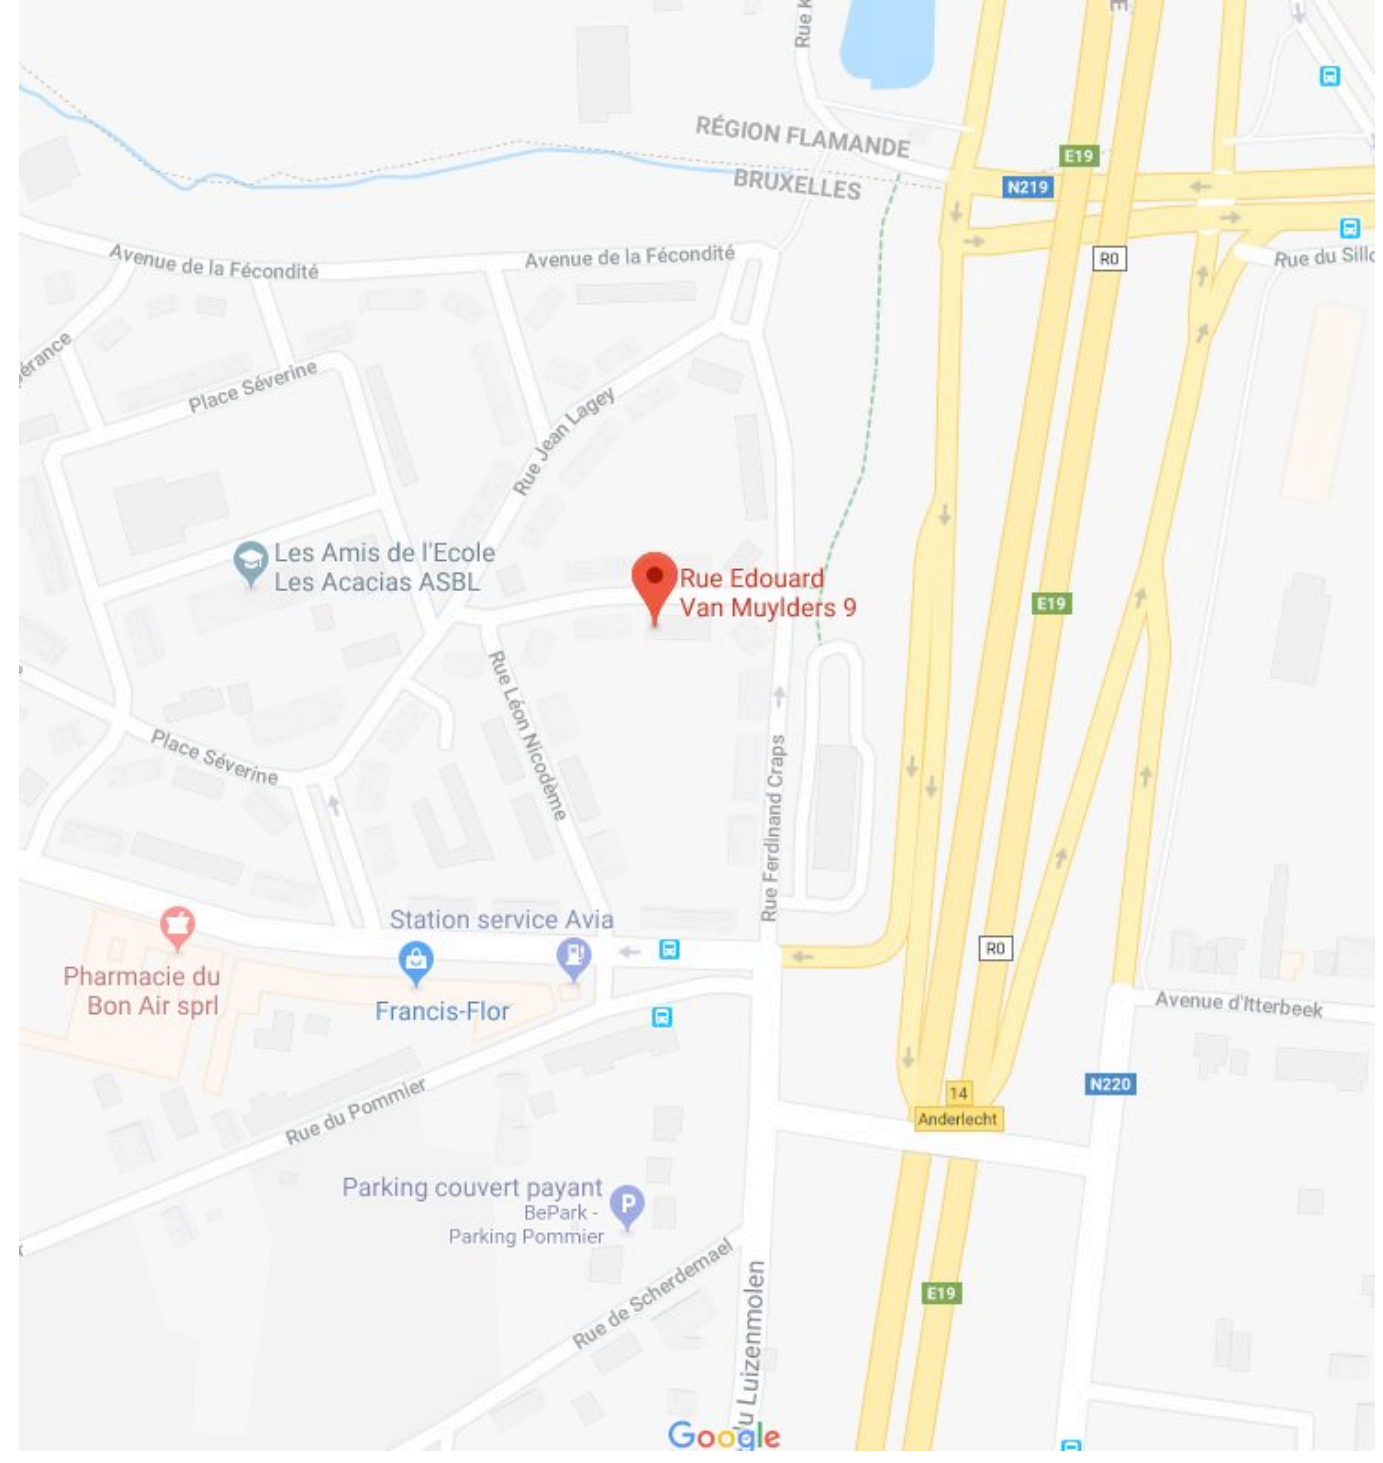 RÉGION FLAMANDE
BRUXELLES
E19
N219
R0
Avenue de la Fécondité
Avenue de la Fécondité
Place Séverine
Rue Jean Lagey
Les Amis de l'Ecole
Les Acacias ASBL
Rue Edouard
Van Muylders 9
E19
Rue Léon Nicodème
Place Séverine
Rue Ferdinand Craps
Station service Avia
R0
Pharmacie du
Bon Air sprl
Francis-Flor
Avenue d'Itterbeek
N220
14
Anderlecht
Rue du Pommier
Parking couvert payant
BePark -
Parking Pommier
P
Rue de Scherdemael
E19
Luizenmolen
Google
Rue du